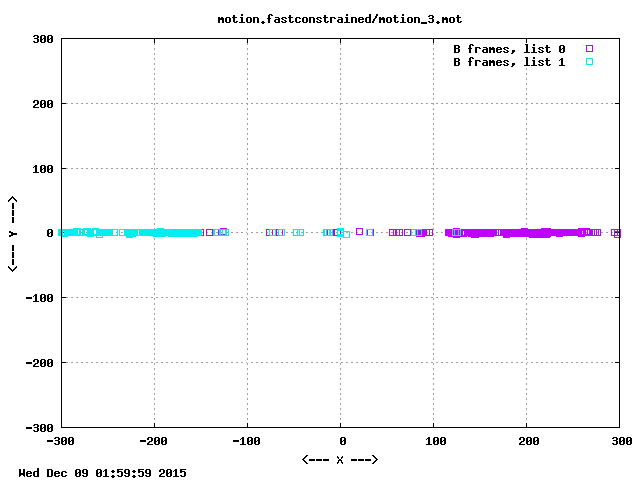 motion.fastconstrained/motion_3.mot
B frames, list 0
B frames, list 1
300
200
100
0
-100
-200
-300
<--- Y --->
-300 -200 -100 0 100 200 300
<--- X --->
Wed Dec 09 01:59:59 2015